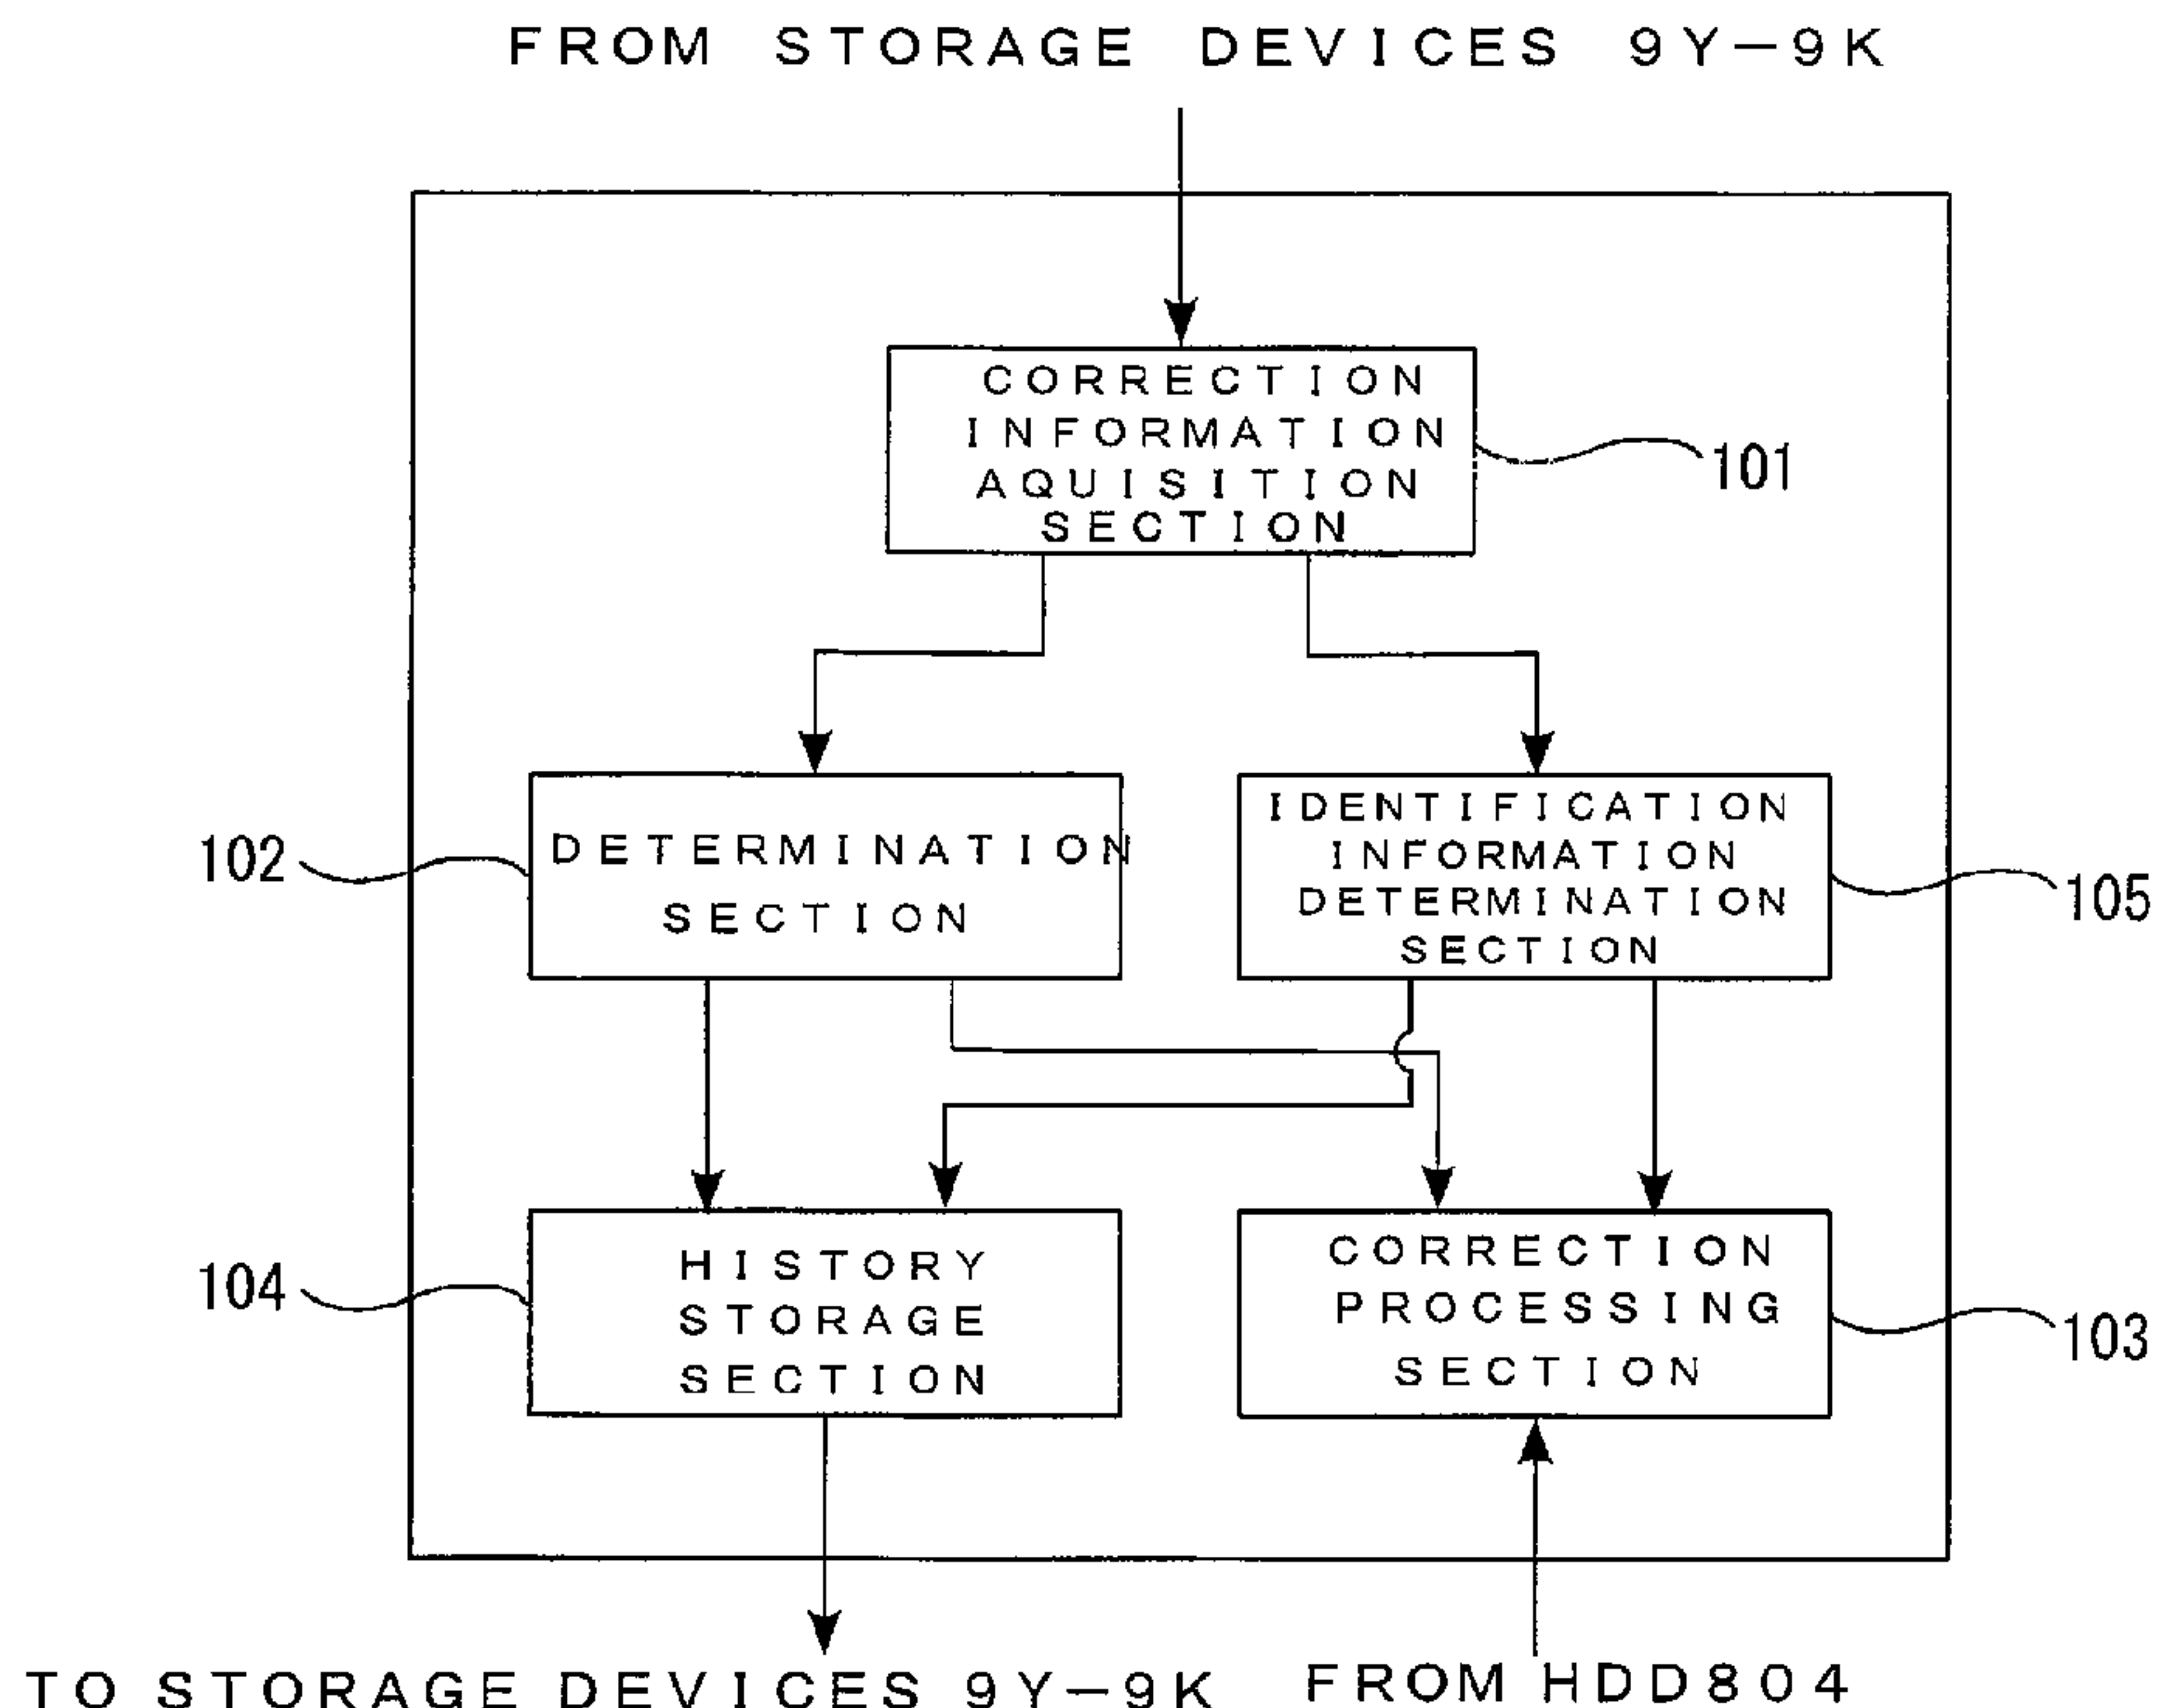 FROM STORAGE DEVICES 9Y-9K
CORRECTION
INFORMATION
AQUISITION
SECTION
101
DETERMINATION
SECTION
102
IDENTIFICATION
INFORMATION
DETERMINATION
SECTION
105
HISTORY
STORAGE
SECTION
104
CORRECTION
PROCESSING
SECTION
103
TO STORAGE DEVICES 9Y-9K
FROM HDD804